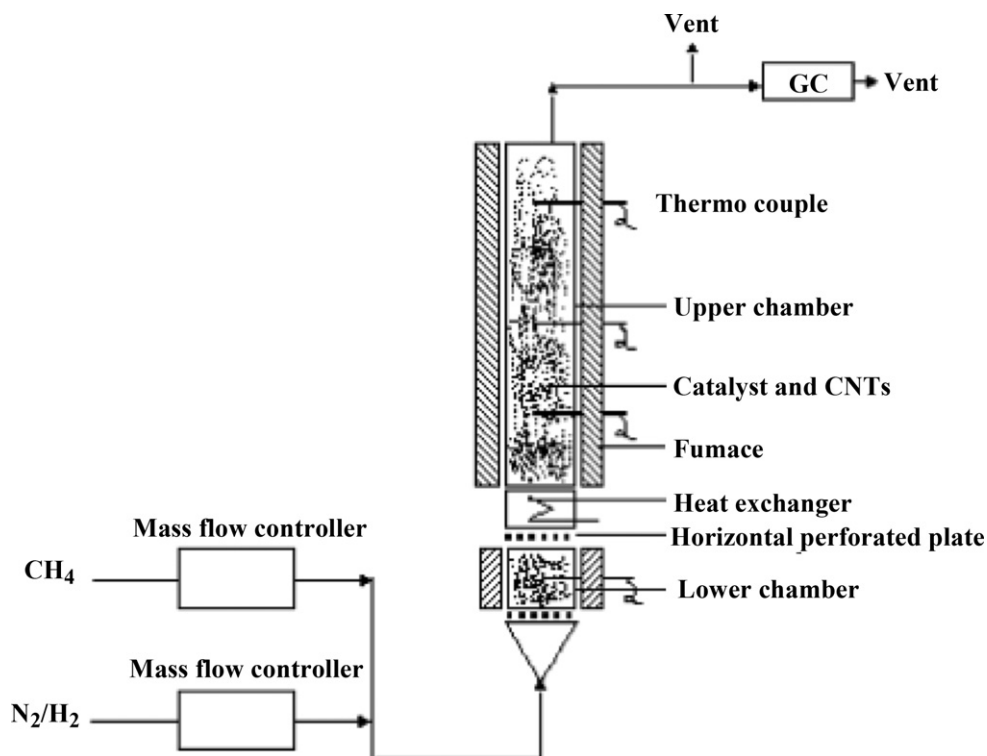 Vent
GC
Vent
Thermo couple
Upper chamber
Catalyst and CNTs
Fumace
Heat exchanger
Mass flow controller
Horizontal perforated plate
CH4
Lower chamber
Mass flow controller
N2/H2